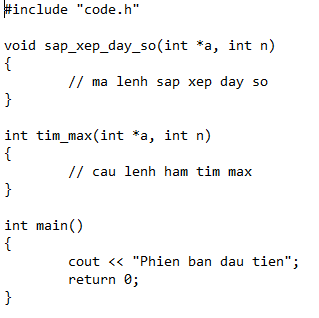 #include "code.h"
void sap_xep_day_so(int *a, int n)
{
// ma lenh sap xep day so
}
int tim_max(int *a, int n)
{
// cau lenh ham tim max
}
int main()
{
cout << "Phien ban dau tien";
return 0;
}